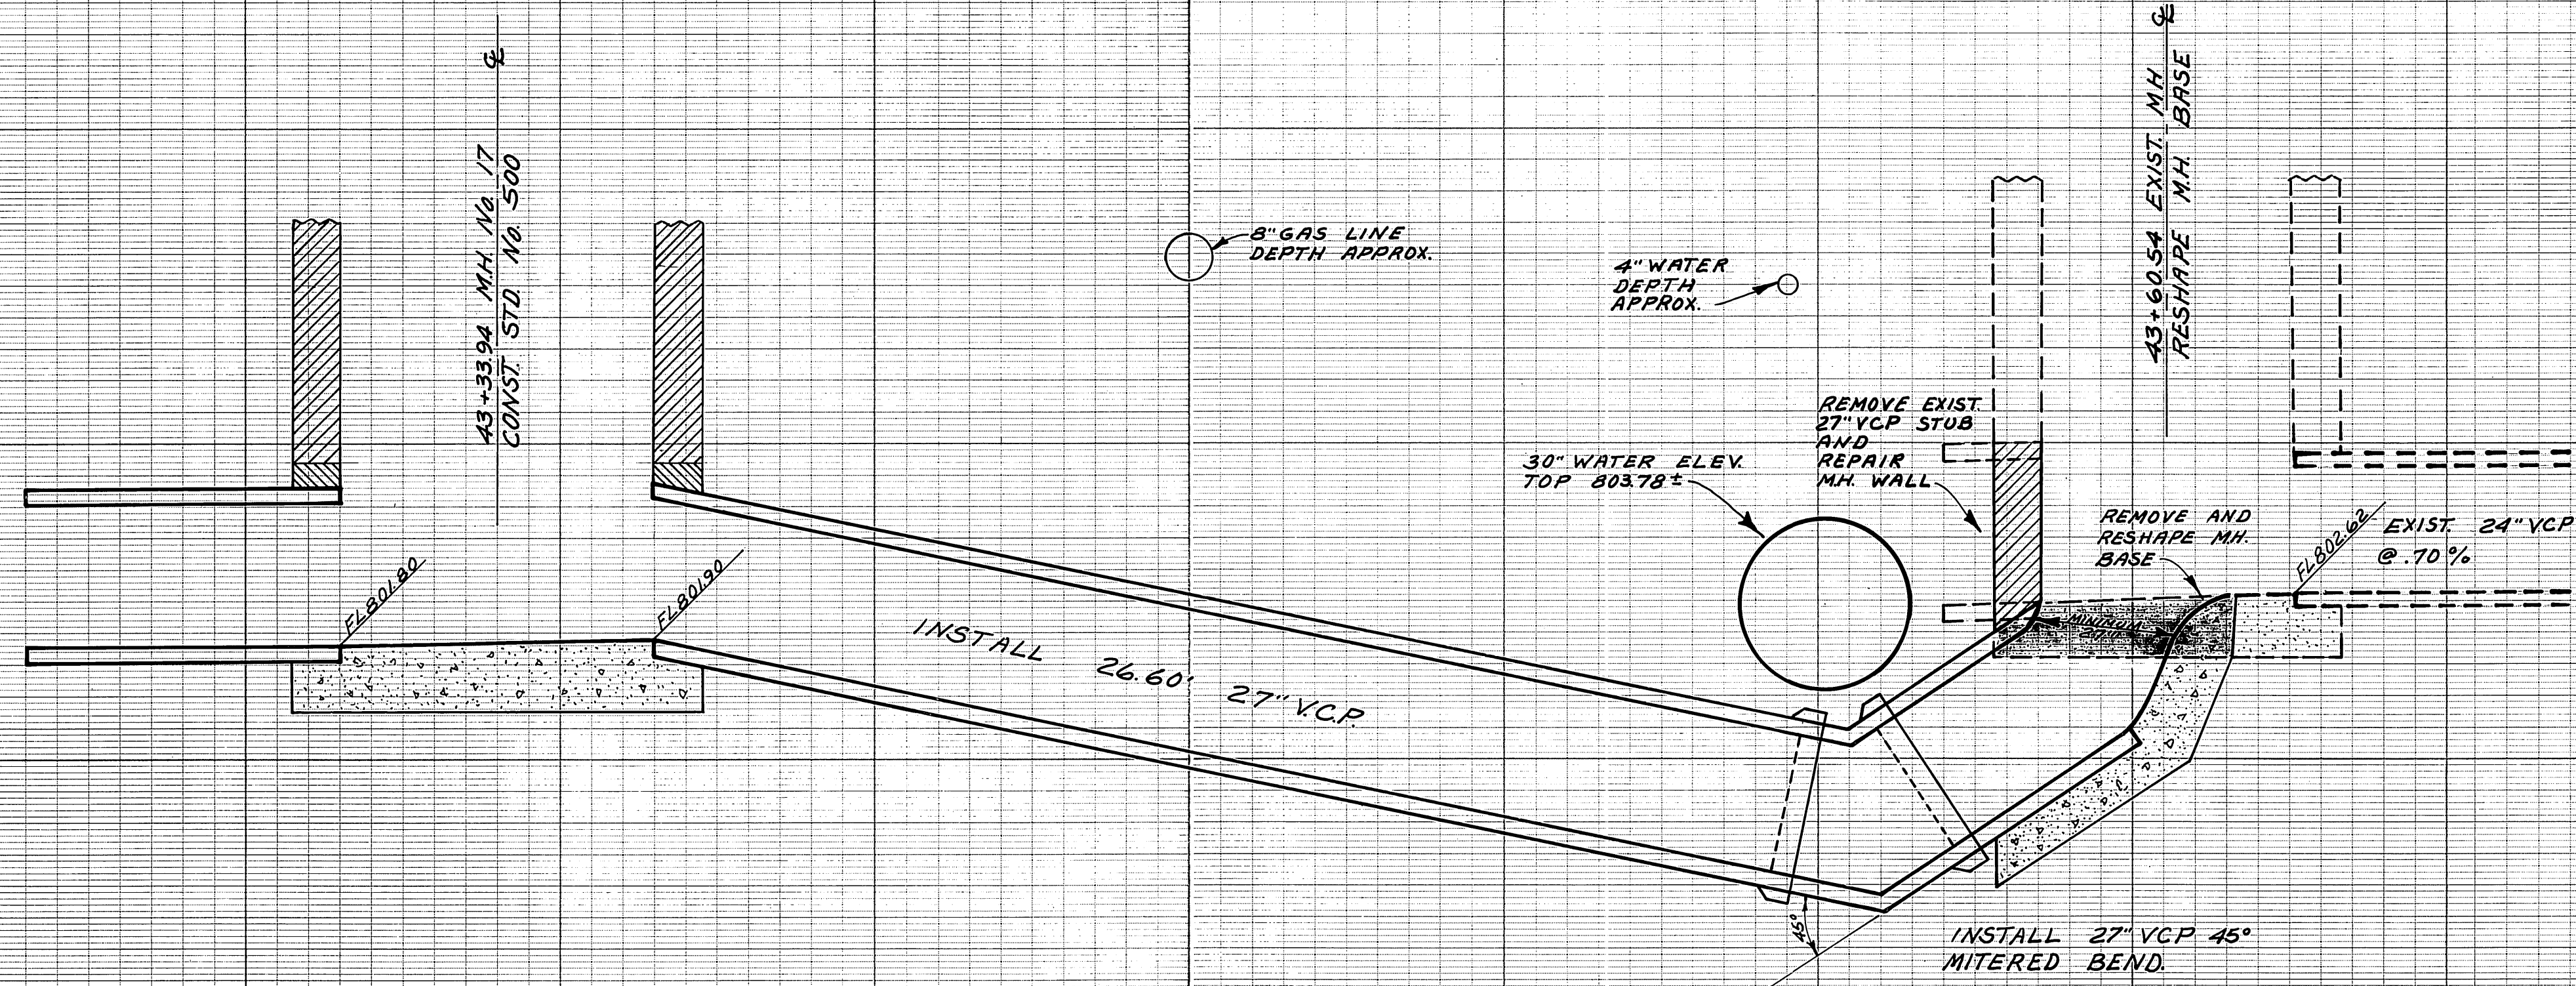 43+33.94 M.H. No. 17 ℄
CONST. STD. No. 500
8" GAS LINE
DEPTH APPROX.
4" WATER
DEPTH
APPROX.
43+60.54 EXIST. M.H. ℄
RESHAPE M.H. BASE
REMOVE EXIST.
27" VCP STUB
AND
REPAIR
M.H. WALL
30" WATER ELEV.
TOP 803.78±
REMOVE AND
RESHAPE M.H.
BASE
FL 802.62
EXIST. 24" VCP
@ .70 %
FL 801.80
FL 801.90
INSTALL 26.60' 27" V.C.P.
MINIMUM
45°
INSTALL 27" VCP 45°
MITERED BEND.